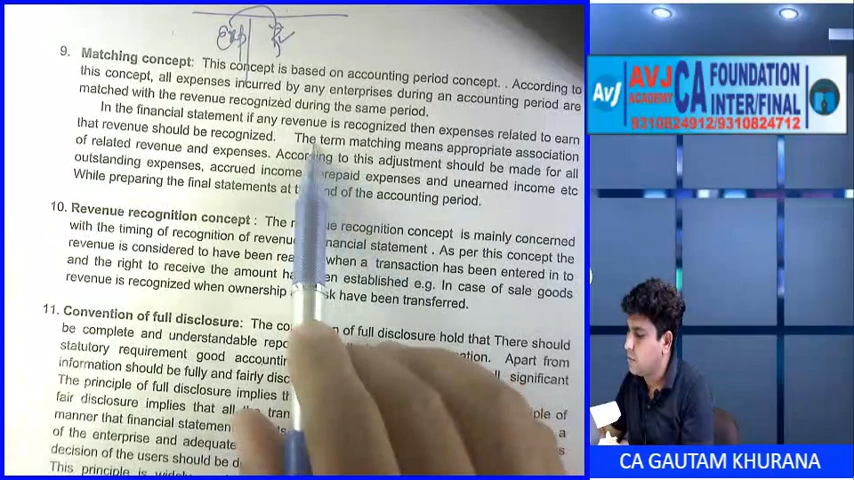 Exp
9. Matching concept: This concept is based on accounting period concept. . According to
this concept, all expenses incurred by any enterprises during an accounting period are
matched with the revenue recognized during the same period.
In the financial statement if any revenue is recognized then expenses related to earn
that revenue should be recognized. The term matching means appropriate association
of related revenue and expenses. According to this adjustment should be made for all
outstanding expenses, accrued income, prepaid expenses and unearned income etc
While preparing the final statements at the end of the accounting period.
10. Revenue recognition concept : The revenue recognition concept is mainly concerned
with the timing of recognition of revenue financial statement . As per this concept the
revenue is considered to have been when a transaction has been entered in to
and the right to receive the amount been established e.g. In case of sale goods
revenue is recognized when ownership have been transferred.
11. Convention of full disclosure: The of full disclosure hold that There should
be complete and understandable Apart from
statutory requirement good significant
information should be fully and fairly
The principle of full disclosure implies of
fair disclosure implies that all a
manner that financial
of the enterprise and adequate
decision of the users should be
This principle is
AVJ
AVJ ACADEMY
CA FOUNDATION
INTER/FINAL
9310824912/9310824712
CA GAUTAM KHURANA